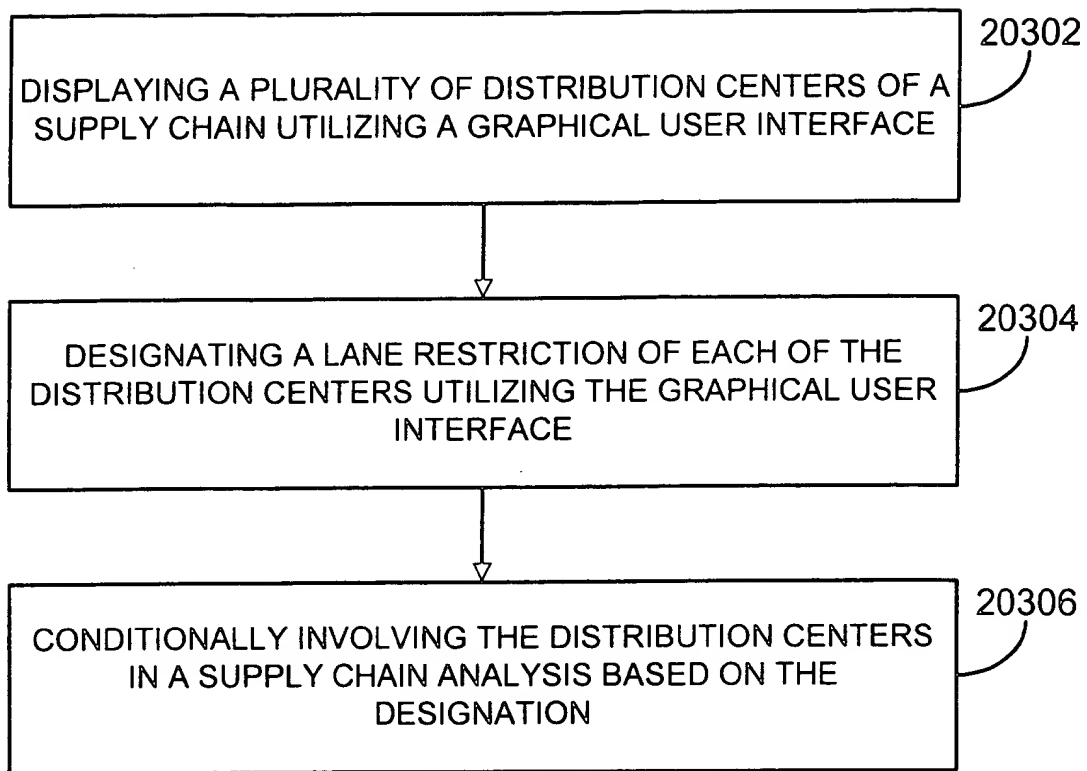 20302
DISPLAYING A PLURALITY OF DISTRIBUTION CENTERS OF A
SUPPLY CHAIN UTILIZING A GRAPHICAL USER INTERFACE
20304
DESIGNATING A LANE RESTRICTION OF EACH OF THE
DISTRIBUTION CENTERS UTILIZING THE GRAPHICAL USER
INTERFACE
20306
CONDITIONALLY INVOLVING THE DISTRIBUTION CENTERS
IN A SUPPLY CHAIN ANALYSIS BASED ON THE
DESIGNATION